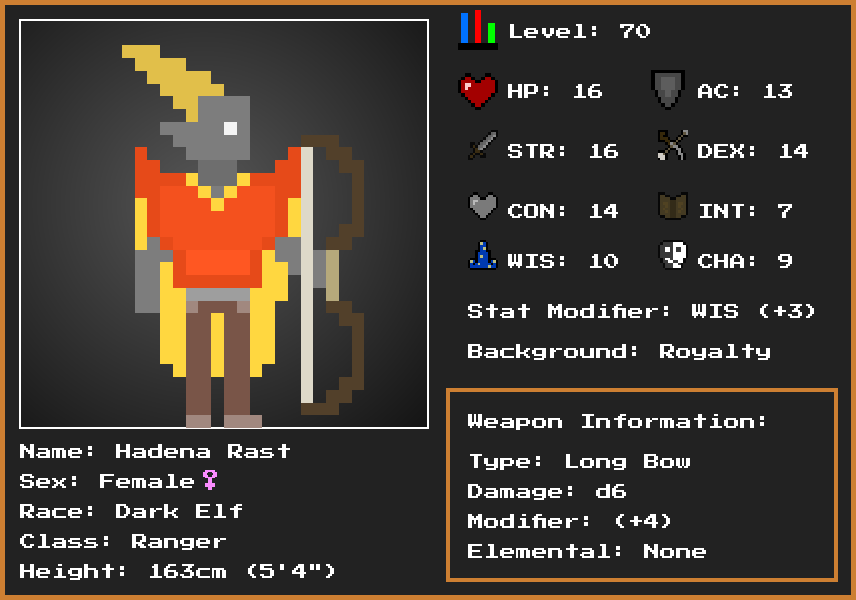 Level: 70
HP: 16
AC: 13
STR: 16
DEX: 14
CON: 14
INT: 7
WIS: 10
CHA: 9
Stat Modifier: WIS (+3)
Background: Royalty
Weapon Information:
Type: Long Bow
Damage: d6
Modifier: (+4)
Elemental: None
Name: Hadena Rast
Sex: Female♀
Race: Dark Elf
Class: Ranger
Height: 163cm (5'4")